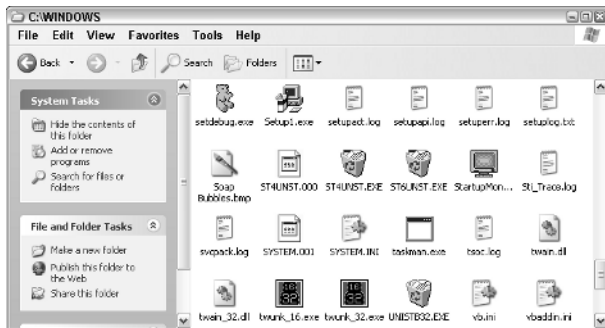 C:\WINDOWS
File Edit View Favorites Tools Help
Back Search Folders
System Tasks
Hide the contents of
this folder
Add or remove
programs
Search for files or
folders
File and Folder Tasks
Make a new folder
Publish this folder to
the Web
Share this folder
setdebug.exe Setup1.exe setupact.log setupapi.log setuperr.log setuplog.txt
Soap
Bubbles.bmp ST4UNST.000 ST4UNST.EXE ST6UNST.EXE StartupMon... Sti_Trace.log
svcpack.log SYSTEM.001 SYSTEM.INI taskman.exe tsoc.log twain.dll
16
32 16
32
twain_32.dll twunk_16.exe twunk_32.exe UNISTB32.EXE vb.ini vbaddin.ini